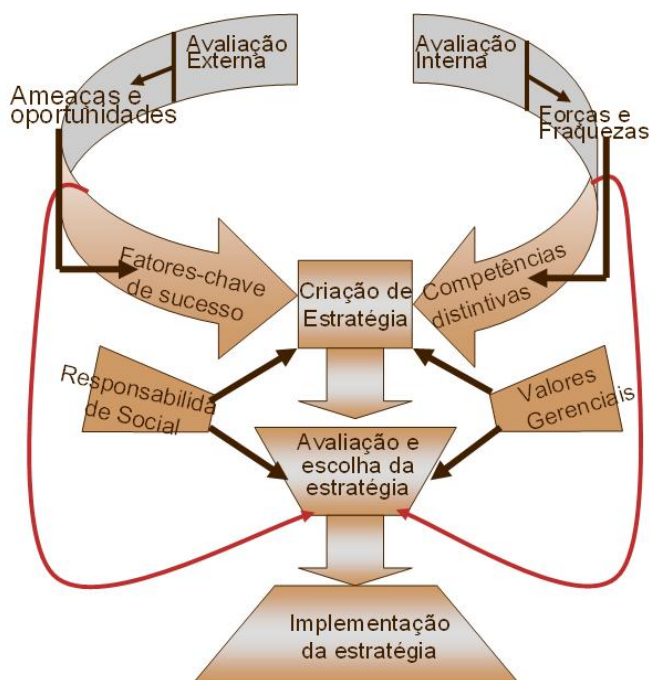 Avaliação
Externa
Avaliação
Interna
Ameaças e
oportunidades
Forças e
Fraquezas
Fatores-chave
de sucesso
Criação de
Estratégia
Competências
distintivas
Responsabilida
de Social
Valores
Gerenciais
Avaliação e
escolha da
estratégia
Implementação
da estratégia